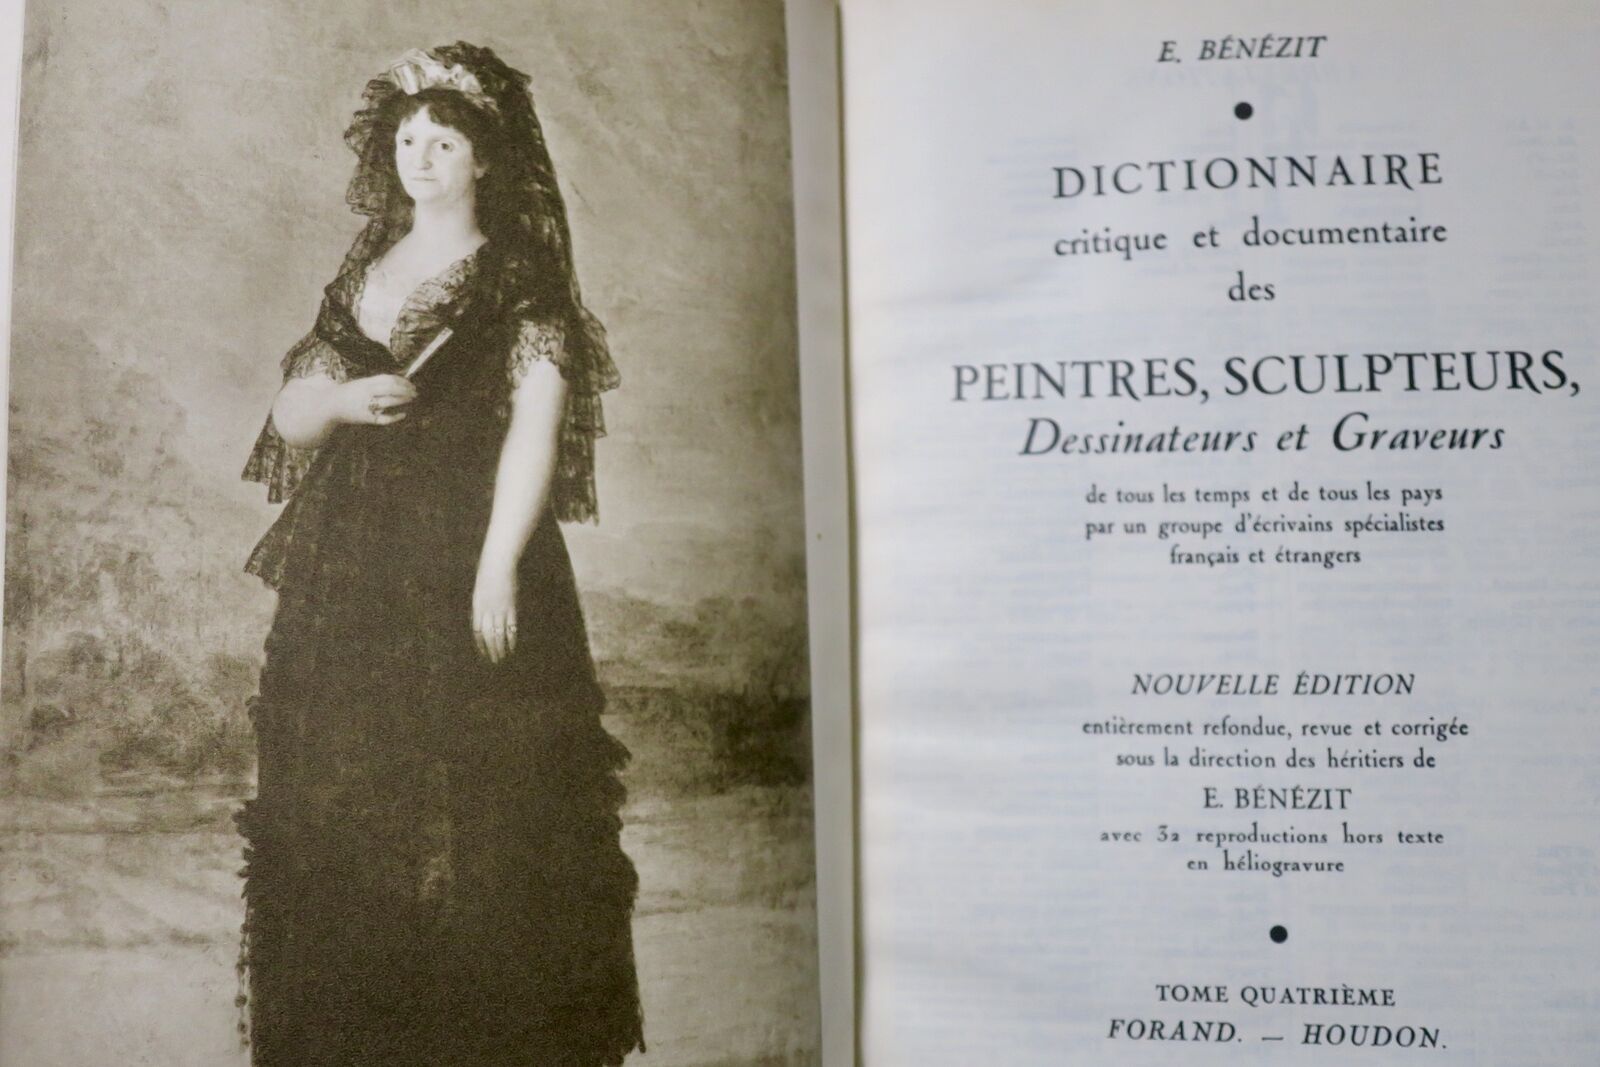 E. BÉNÉZIT
DICTIONNAIRE
critique et documentaire
des
PEINTRES, SCULPTEURS,
Dessinateurs et Graveurs
de tous les temps et de tous les pays
par un groupe d'écrivains spécialistes
français et étrangers
NOUVELLE ÉDITION
entièrement refondue, revue et corrigée
sous la direction des héritiers de
E. BÉNÉZIT
avec 32 reproductions hors texte
en héliogravure
TOME QUATRIÈME
FORAND. — HOUDON.